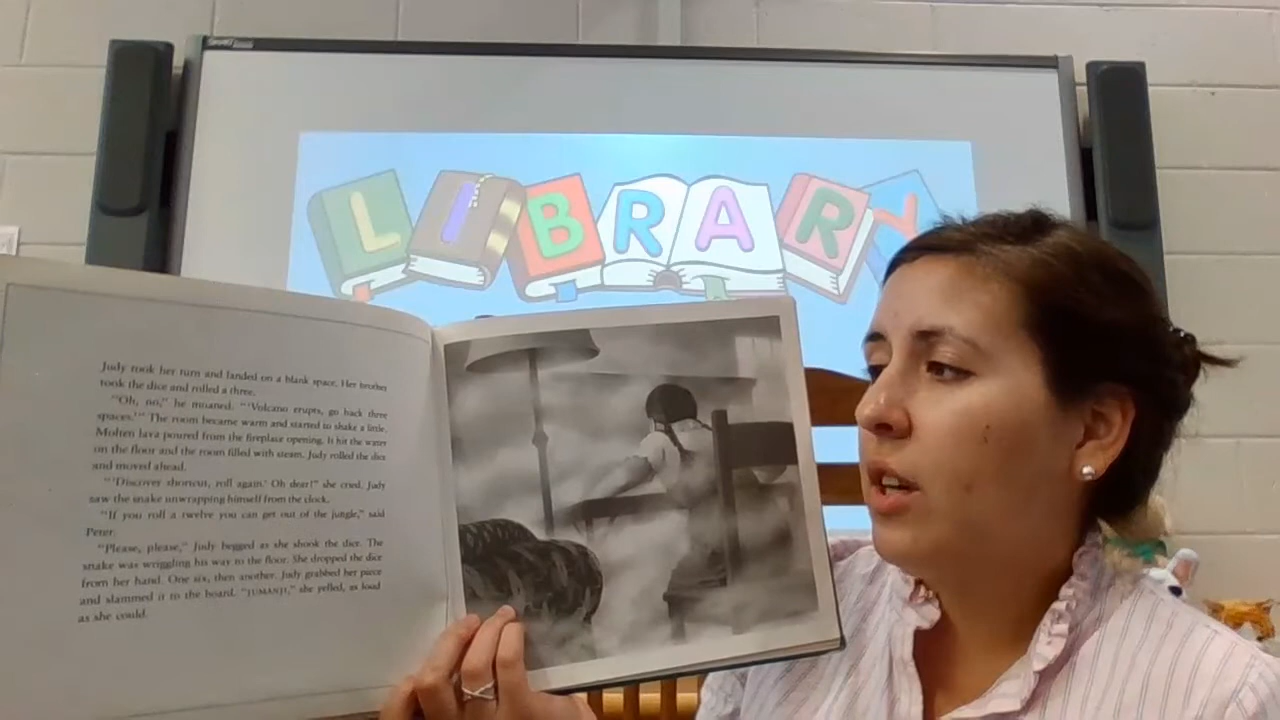 LIBRARY
Judy took her turn and landed on a blank space. Her brother
took the dice and rolled a three.
"Oh, no," he moaned. "'Volcano erupts, go back three
spaces.'" The room became warm and started to shake a little.
Molten lava poured from the fireplace opening. It hit the water
on the floor and the room filled with steam. Judy rolled the dice
and moved ahead.
"'Discover shortcut, roll again.' Oh dear!" she cried. Judy
saw the snake unwrapping himself from the clock.
"If you roll a twelve you can get out of the jungle," said
Peter.
"Please, please," Judy begged as she shook the dice. The
snake was wriggling his way to the floor. She dropped the dice
from her hand. One six, then another. Judy grabbed her piece
and slammed it to the board. "JUMANJI," she yelled, as loud
as she could.